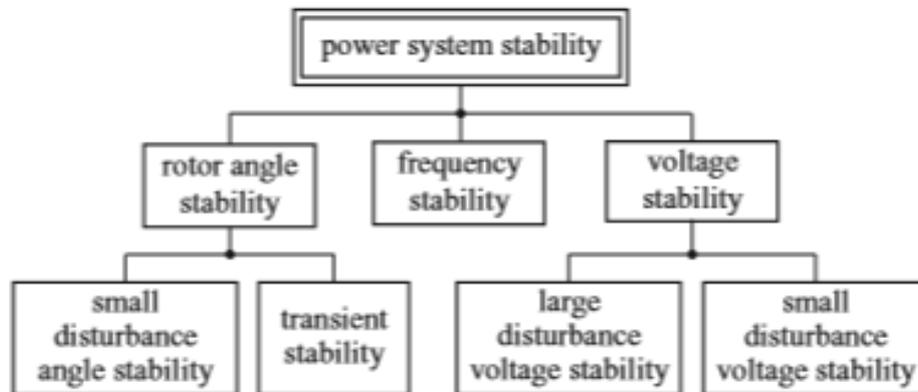 power system stability
rotor angle
stability
frequency
stability
voltage
stability
small
disturbance
angle stability
transient
stability
large
disturbance
voltage stability
small
disturbance
voltage stability